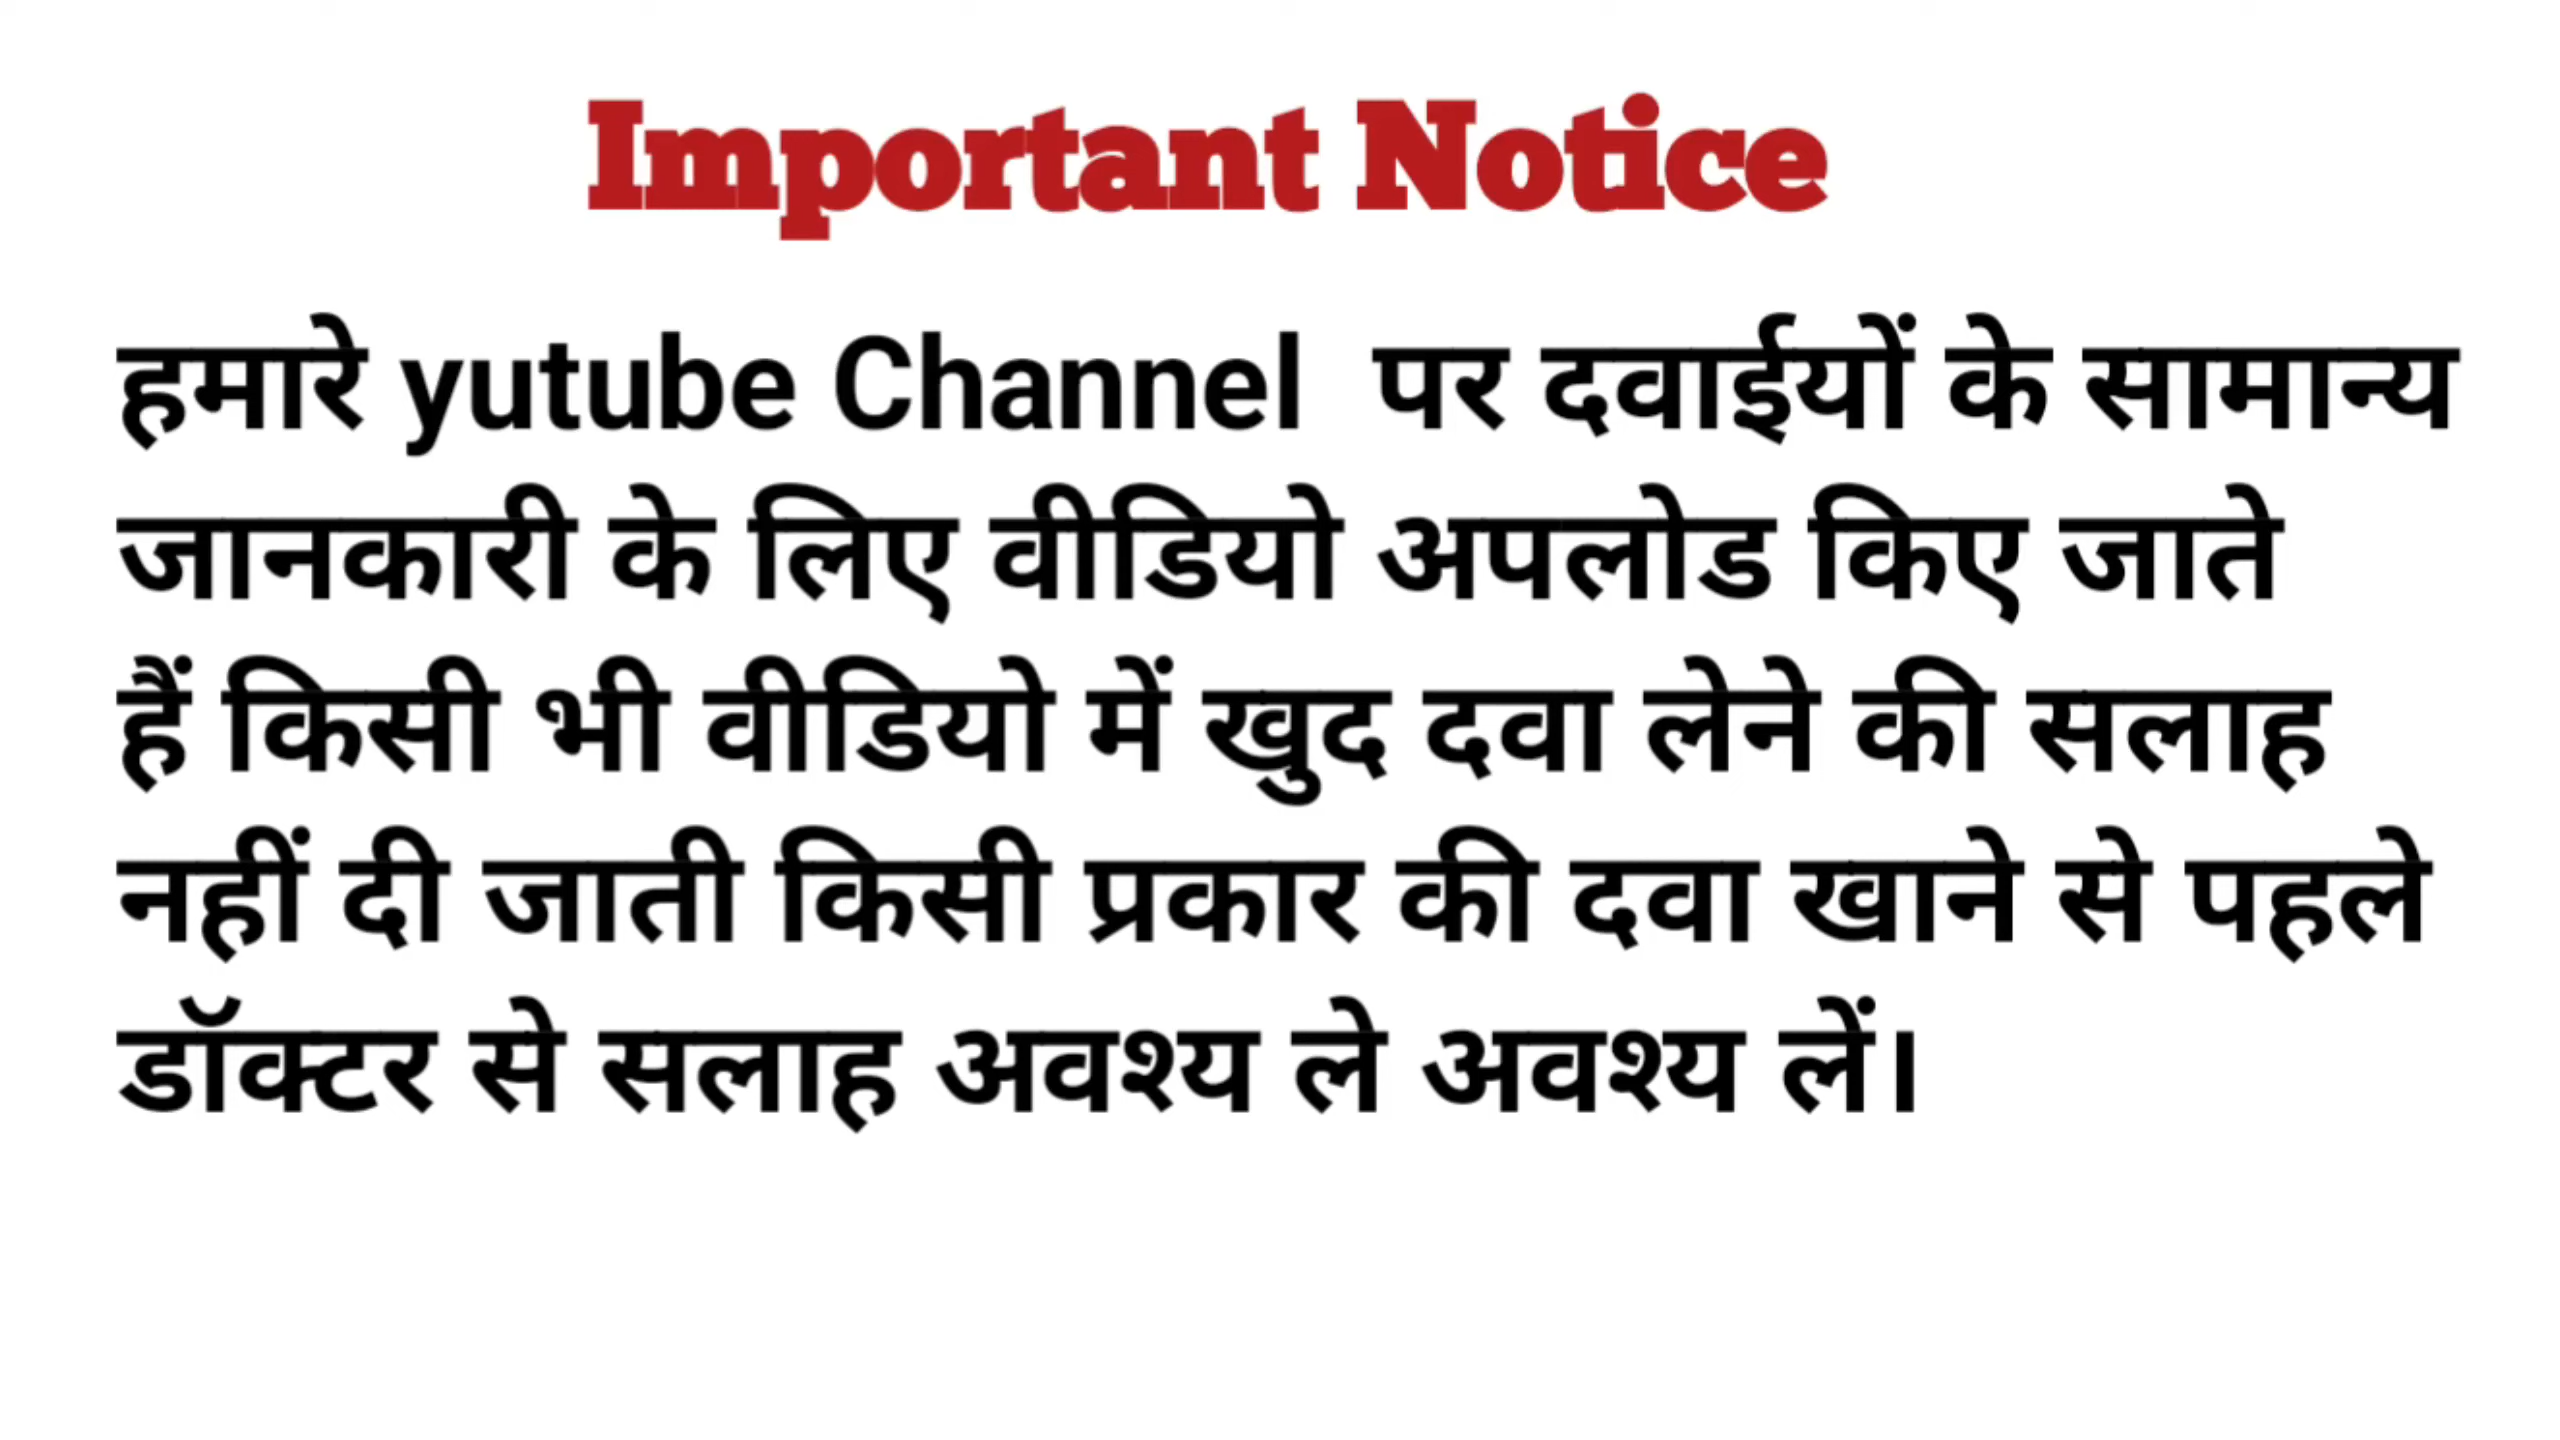 Important Notice
हमारे yutube Channel पर दवाईयों के सामान्य
जानकारी के लिए वीडियो अपलोड किए जाते
हैं किसी भी वीडियो में खुद दवा लेने की सलाह
नहीं दी जाती किसी प्रकार की दवा खाने से पहले
डॉक्टर से सलाह अवश्य ले अवश्य लें।